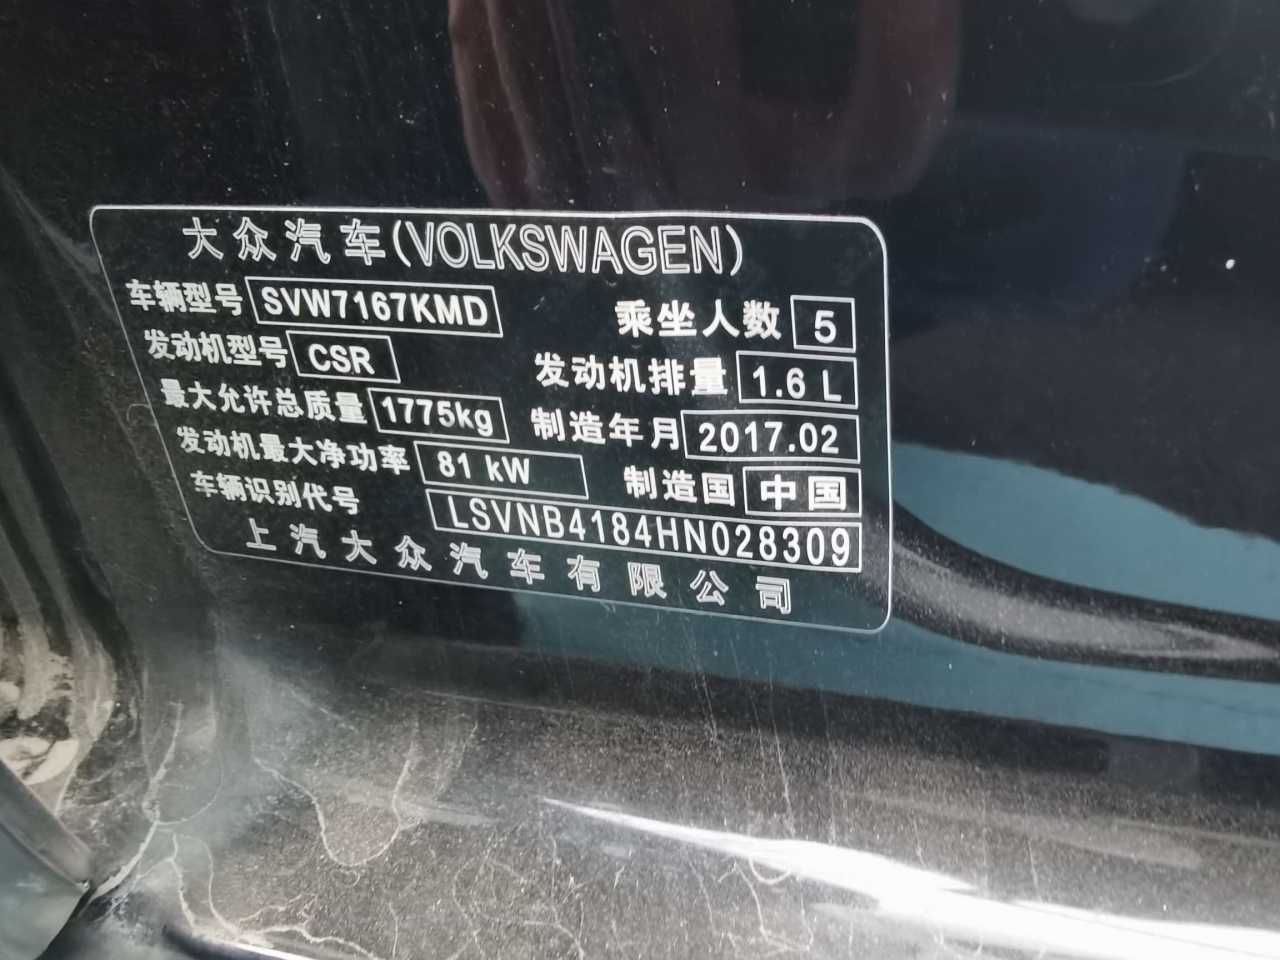 大众汽车(VOLKSWAGEN)
车辆型号 SVW7167KMD 乘坐人数 5
发动机型号 CSR 发动机排量 1.6 L
最大允许总质量 1775kg 制造年月 2017.02
发动机最大净功率 81 kW 制造国 中国
车辆识别代号 LSVNB4184HN028309
上汽大众汽车有限公司